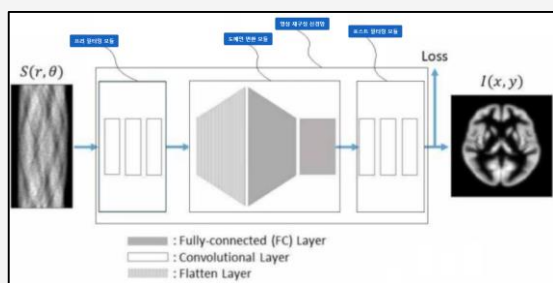 영상 재구성 신경망
프리 필터링 모듈
도메인 변환 모듈
포스트 필터링 모듈
Loss
S(r, θ)
I(x, y)
: Fully-connected (FC) Layer
: Convolutional Layer
: Flatten Layer